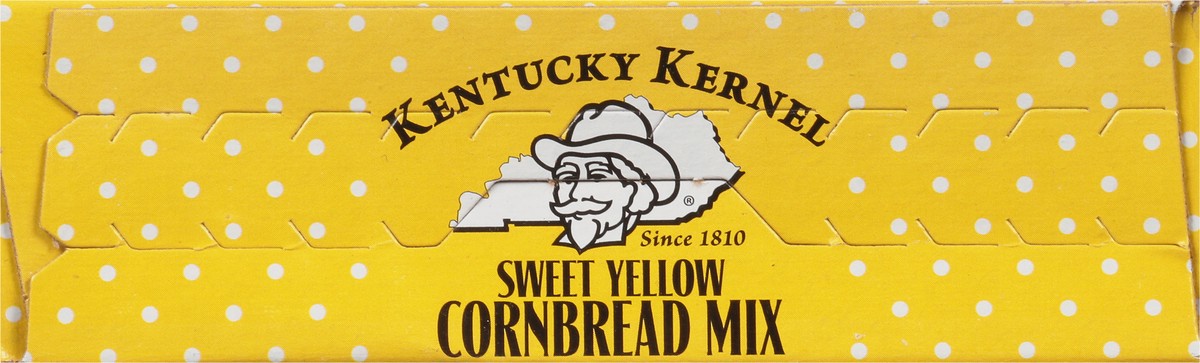 KENTUCKY KERNEL
®
Since 1810
SWEET YELLOW
CORNBREAD MIX